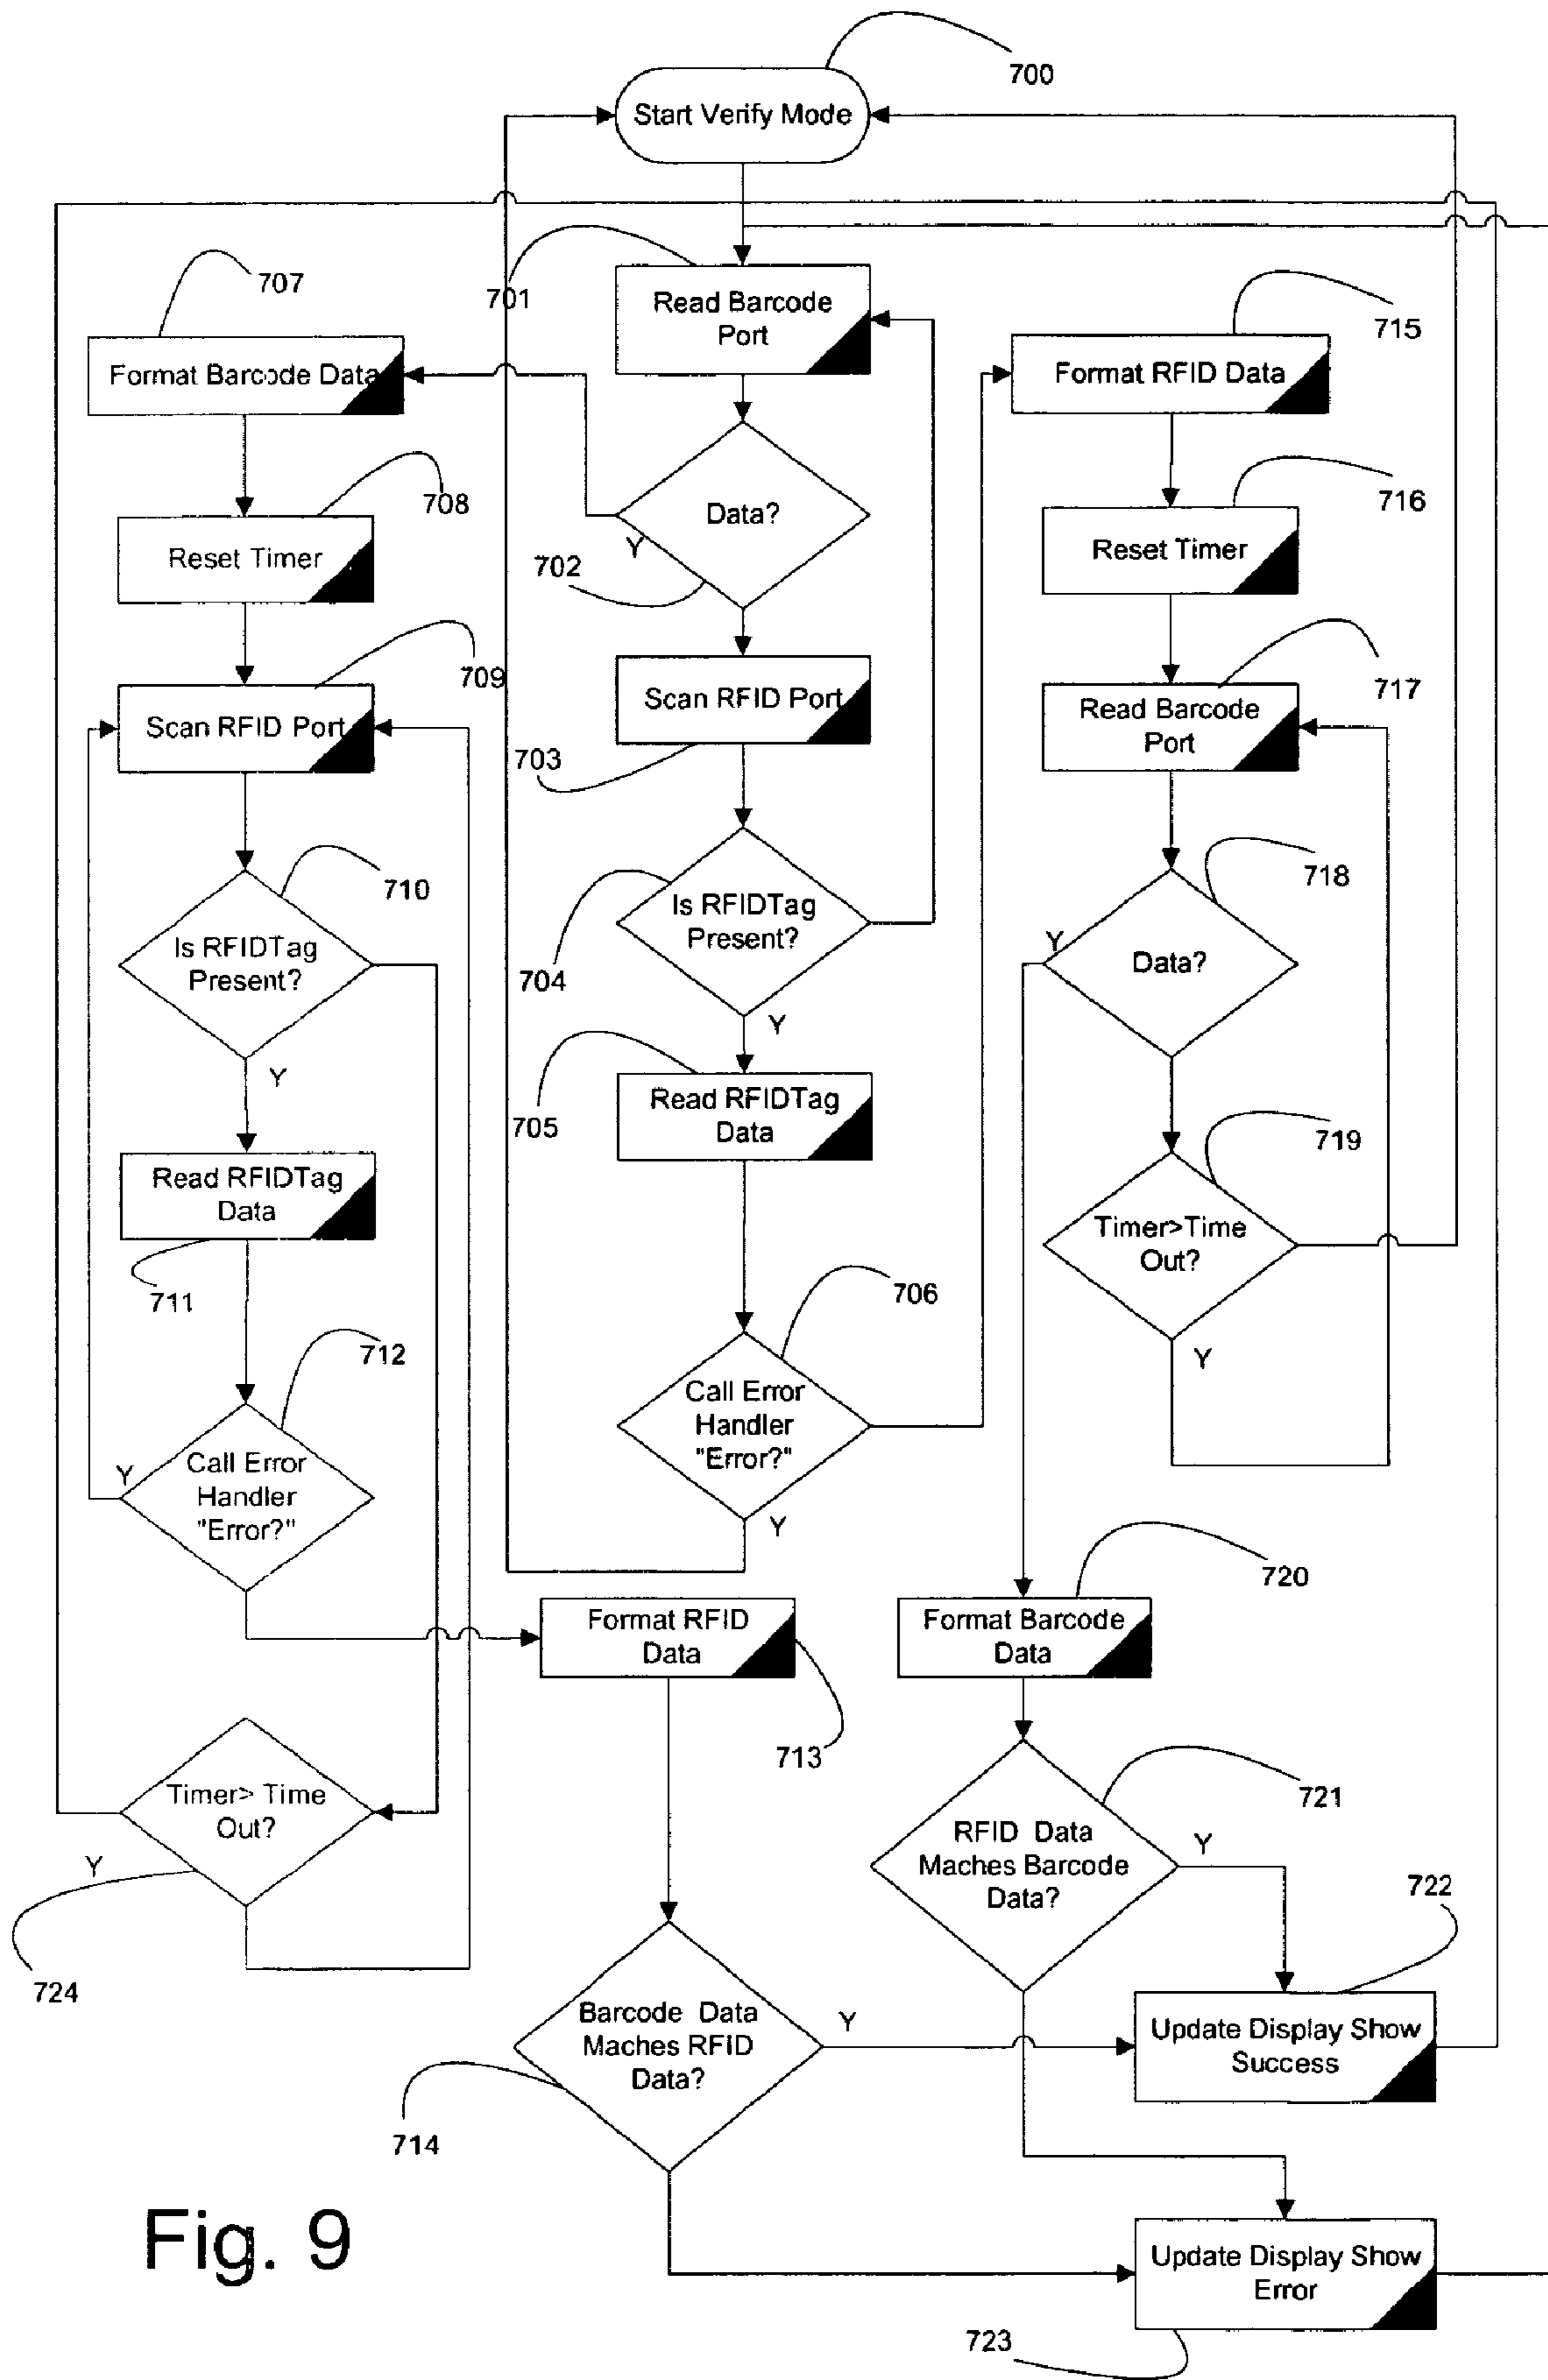 700
Start Verify Mode
701
Read Barcode
Port
707
Format Barcode Data
715
Format RFID Data
708
Reset Timer
Data?
Y
702
716
Reset Timer
709
Scan RFID Port
Scan RFID Port
703
717
Read Barcode
Port
710
Is RFIDTag
Present?
Y
704
Is RFIDTag
Present?
Y
718
Y
Data?
705
Read RFIDTag
Data
719
Timer>Time
Out?
Y
Read RFIDTag
Data
711
706
Call Error
Handler
"Error?"
Y
712
Y
Call Error
Handler
"Error?"
Format RFID
Data
713
720
Format Barcode
Data
Timer> Time
Out?
Y
724
721
RFID Data
Maches Barcode
Data?
Y
722
Barcode Data
Maches RFID
Data?
Y
714
Update Display Show
Success
Update Display Show
Error
723
Fig. 9